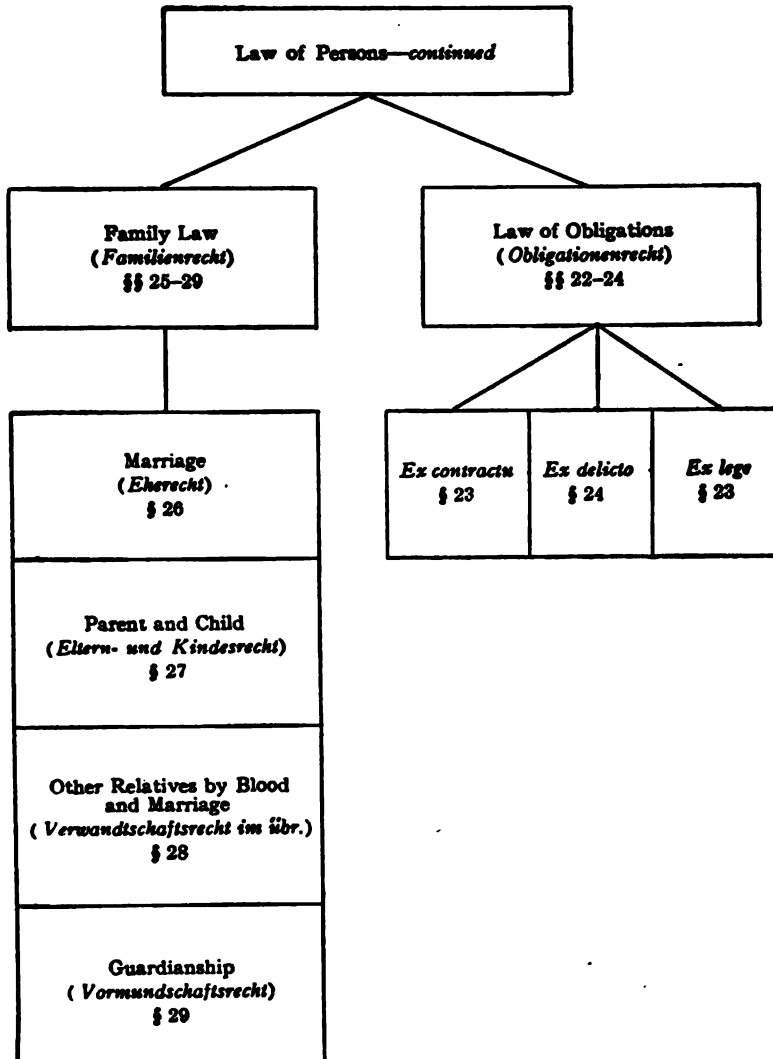 Law of Persons—continued
Family Law
(Familienrecht)
§§ 25–29
Law of Obligations
(Obligationenrecht)
§§ 22–24
Marriage
(Eherecht)
§ 26
Ex contractu
§ 23
Ex delicto
§ 24
Ex lege
§ 23
Parent and Child
(Eltern- und Kindesrecht)
§ 27
Other Relatives by Blood
and Marriage
(Verwandtschaftsrecht im übr.)
§ 28
Guardianship
(Vormundschaftsrecht)
§ 29